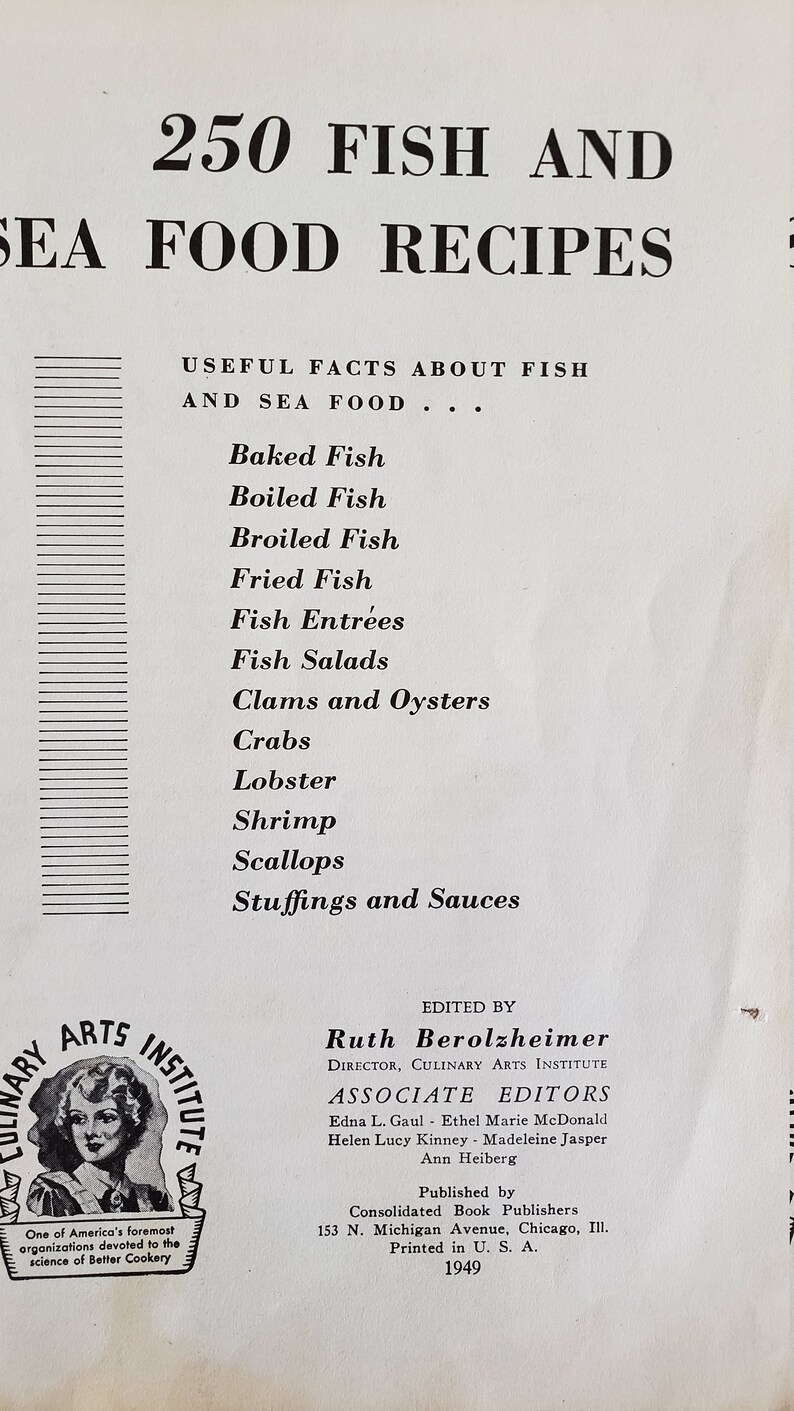 250 FISH AND
SEA FOOD RECIPES
USEFUL FACTS ABOUT FISH
AND SEA FOOD . . .
Baked Fish
Boiled Fish
Broiled Fish
Fried Fish
Fish Entrées
Fish Salads
Clams and Oysters
Crabs
Lobster
Shrimp
Scallops
Stuffings and Sauces
EDITED BY
Ruth Berolzheimer
DIRECTOR, CULINARY ARTS INSTITUTE
ASSOCIATE EDITORS
Edna L. Gaul - Ethel Marie McDonald
Helen Lucy Kinney - Madeleine Jasper
Ann Heiberg
Published by
Consolidated Book Publishers
153 N. Michigan Avenue, Chicago, Ill.
Printed in U. S. A.
1949
CULINARY ARTS INSTITUTE
One of America's foremost
organizations devoted to the
science of Better Cookery